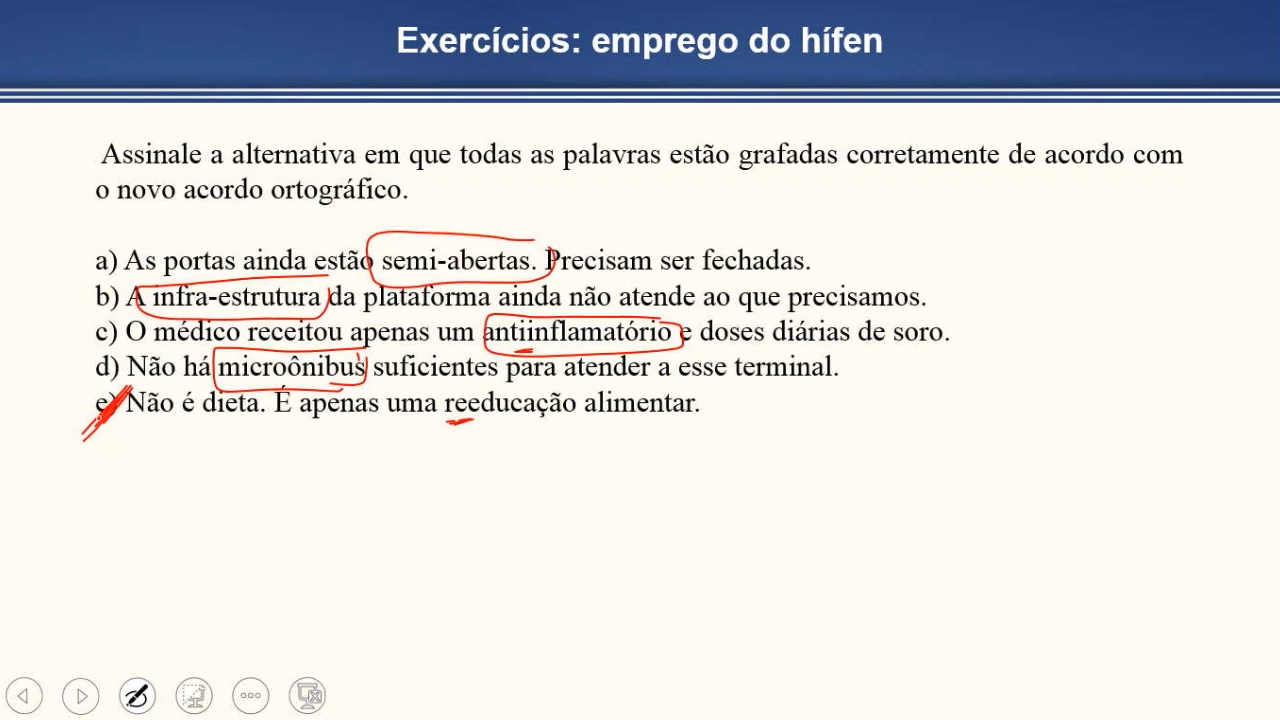 Exercícios: emprego do hífen
Assinale a alternativa em que todas as palavras estão grafadas corretamente de acordo com
o novo acordo ortográfico.
a) As portas ainda estão semi-abertas. Precisam ser fechadas.
b) A infra-estrutura da plataforma ainda não atende ao que precisamos.
c) O médico receitou apenas um antiinflamatório e doses diárias de soro.
d) Não há microônibus suficientes para atender a esse terminal.
e) Não é dieta. É apenas uma reeducação alimentar.